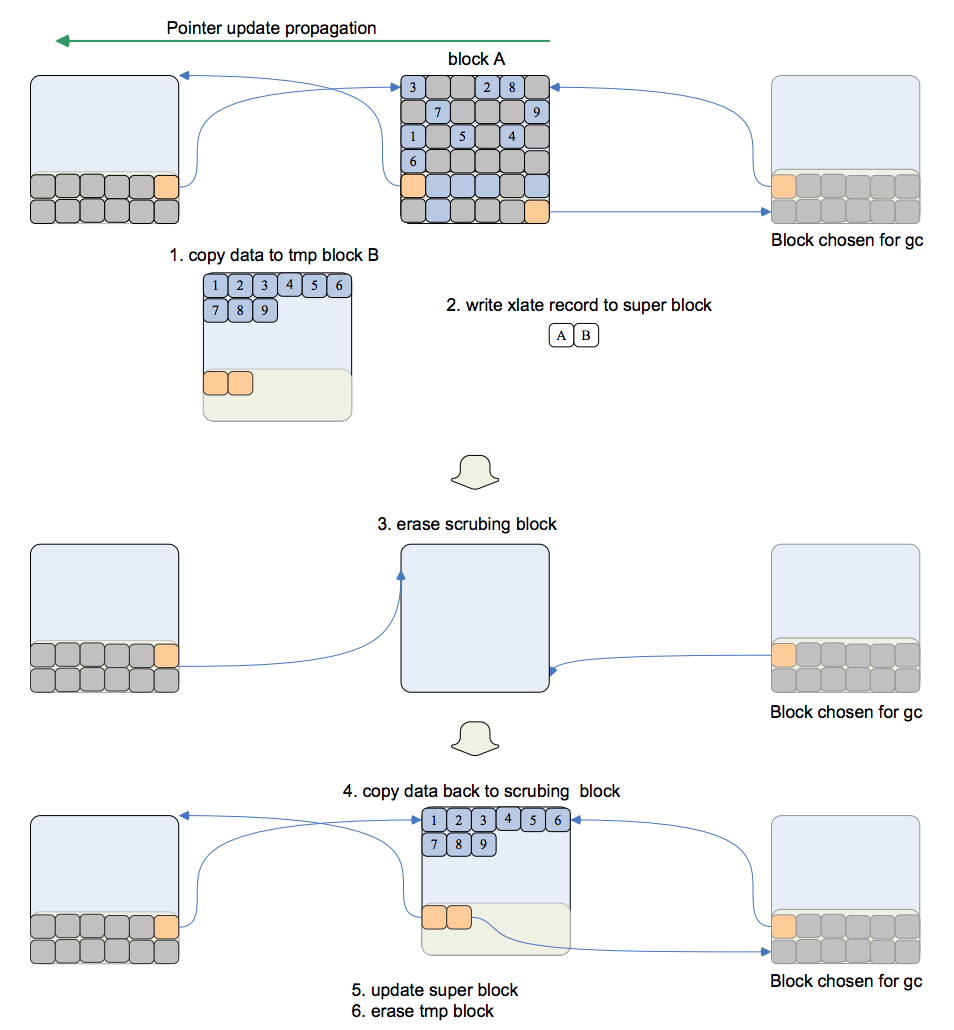 Pointer update propagation
block A
3 2 8
7 9
1 5 4
6
Block chosen for gc
1. copy data to tmp block B
1 2 3 4 5 6
7 8 9
2. write xlate record to super block
A B
3. erase scrubing block
Block chosen for gc
4. copy data back to scrubing block
1 2 3 4 5 6
7 8 9
Block chosen for gc
5. update super block
6. erase tmp block